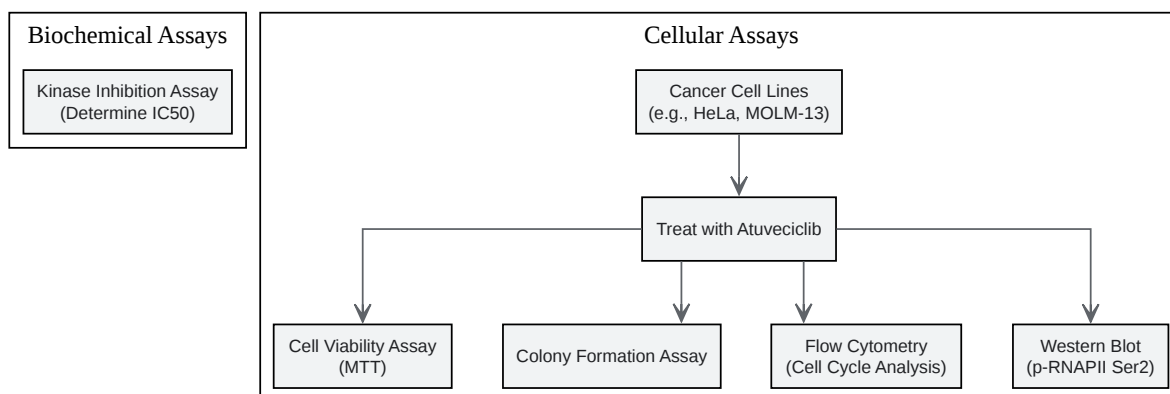 Biochemical Assays
Kinase Inhibition Assay
(Determine IC50)
Cellular Assays
Cancer Cell Lines
(e.g., HeLa, MOLM-13)
Treat with Atuveciclib
Cell Viability Assay
(MTT)
Colony Formation Assay
Flow Cytometry
(Cell Cycle Analysis)
Western Blot
(p-RNAPII Ser2)